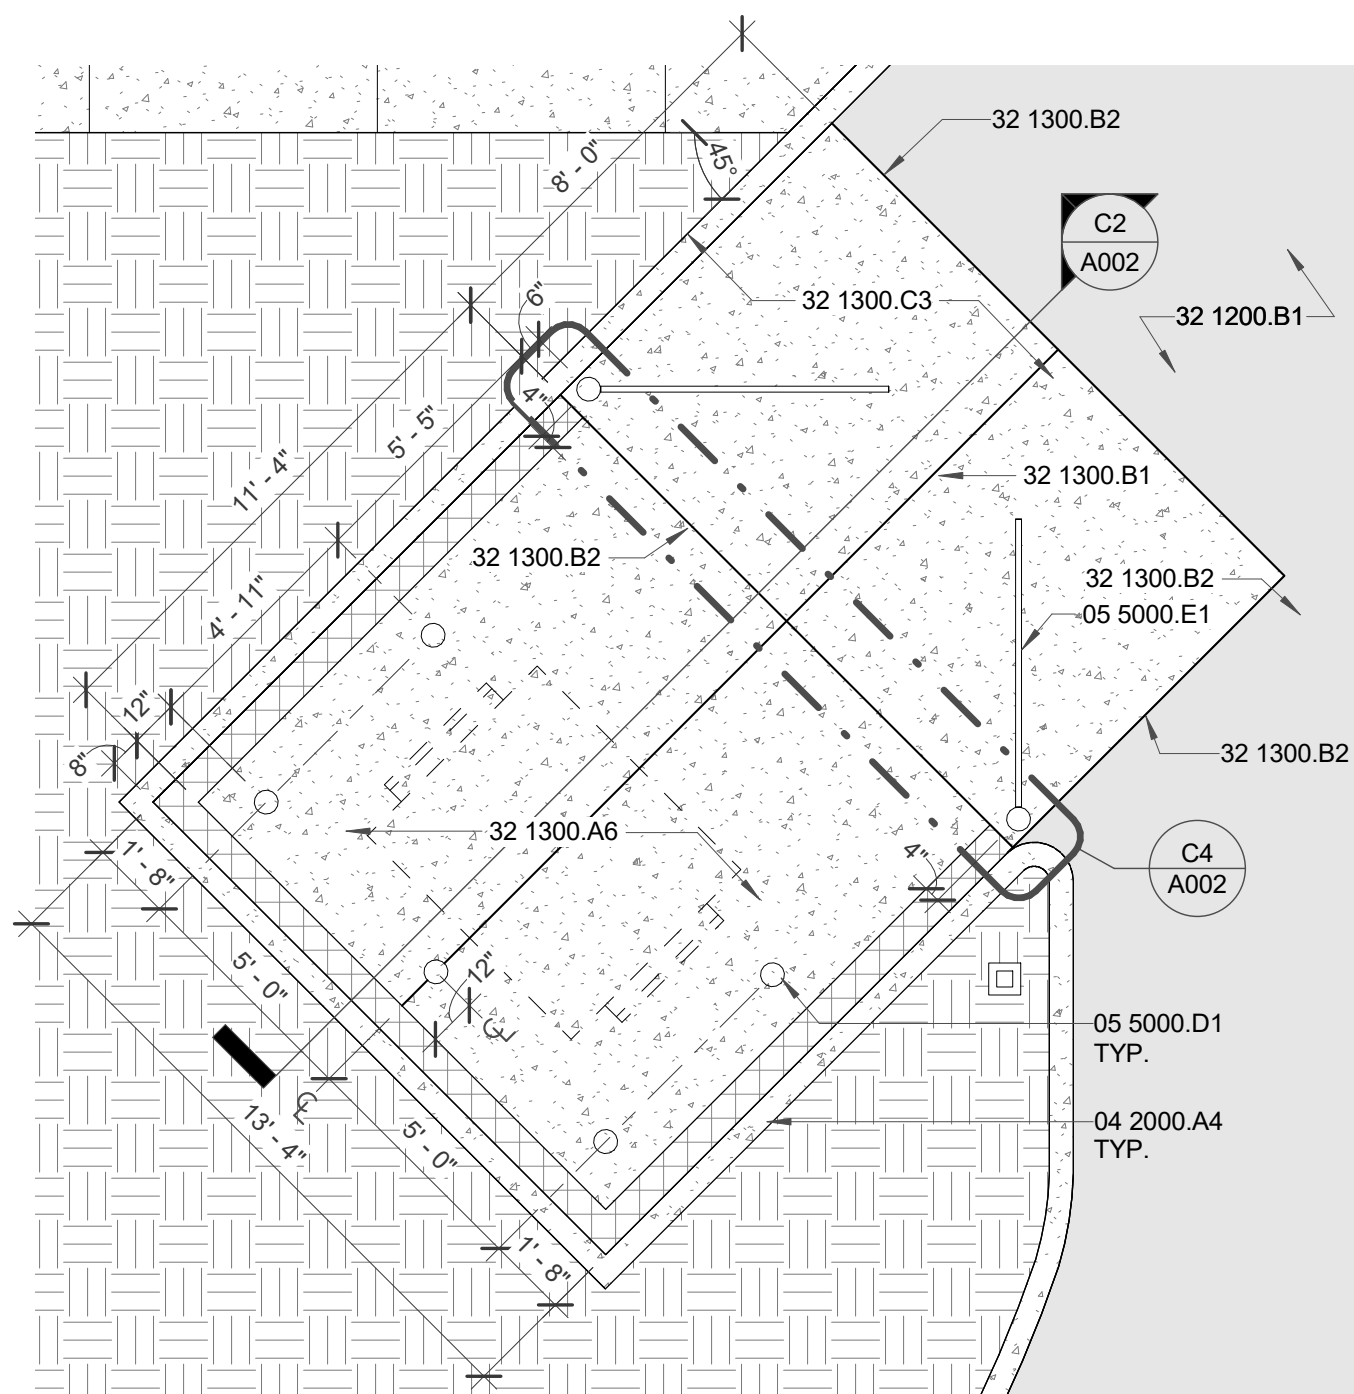 32 1300.B2
8' - 0"
45°
C2
A002
6"
32 1300.C3
32 1200.B1
4"
5' - 5"
11' - 4"
32 1300.B1
32 1300.B2
32 1300.B2
4' - 11"
05 5000.E1
12"
8"
32 1300.B2
32 1300.A6
1' - 8"
4"
C4
A002
5' - 0"
12"
05 5000.D1
TYP.
13' - 4"
5' - 0"
04 2000.A4
TYP.
1' - 8"